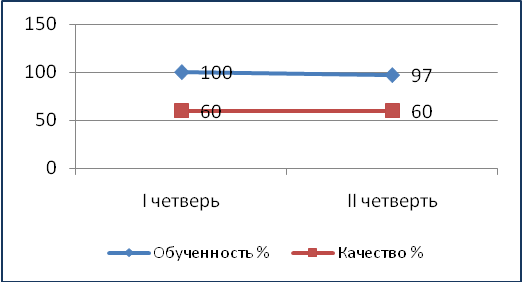 150
100
100
97
50
60
60
0
I четверь
II четверть
Обученность %
Качество %